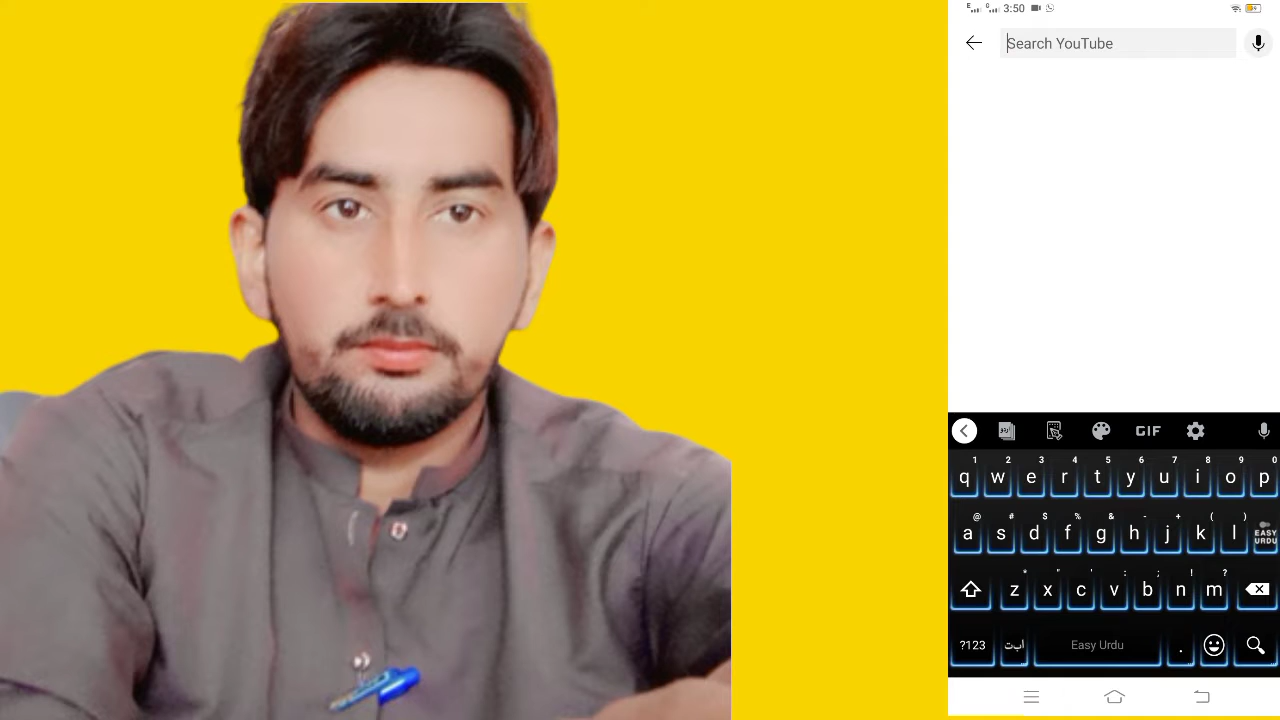 3:50
Search YouTube
GIF
1 2 3 4 5 6 7 8 9 0
q w e r t y u i o p
@ # $ % & - + ( )
a s d f g h j k l EASY URDU
* " ' : ; ! ?
z x c v b n m
?123 ا ب ت Easy Urdu .